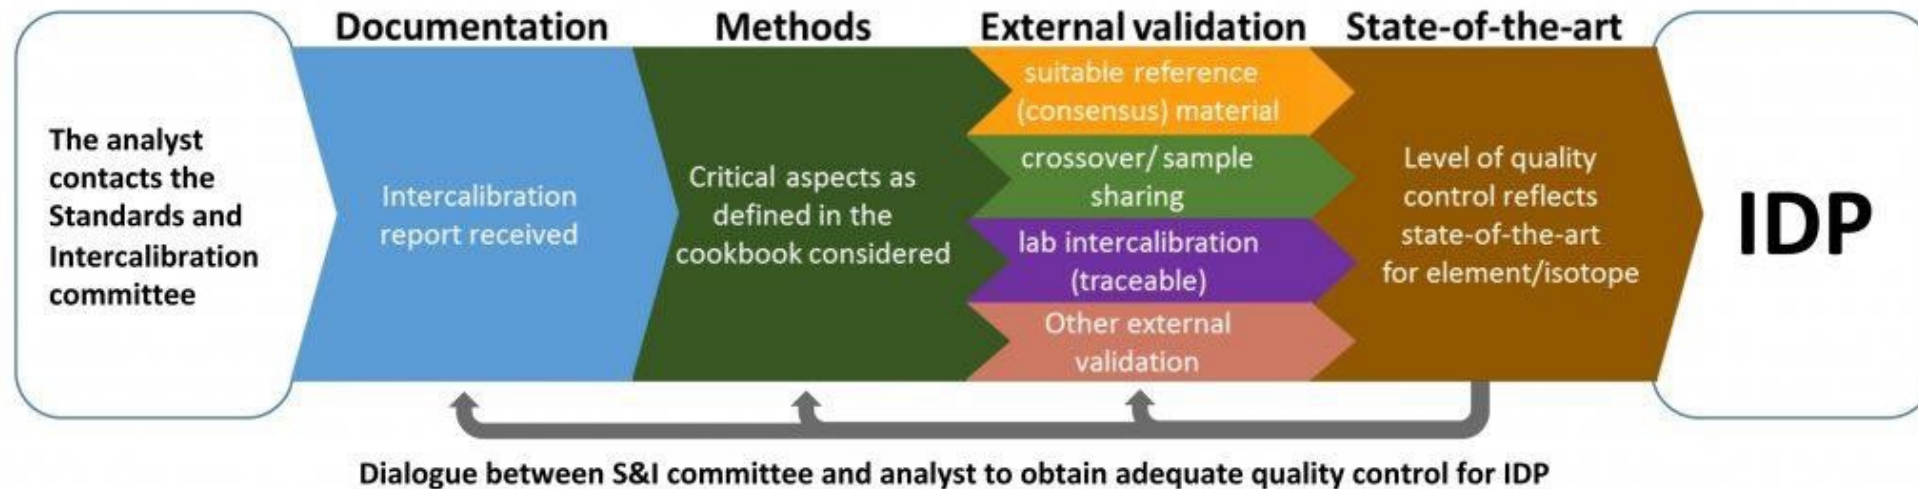 Documentation
Methods
External validation
State-of-the-art
The analyst
contacts the
Standards and
Intercalibration
committee
Intercalibration
report received
Critical aspects as
defined in the
cookbook considered
suitable reference
(consensus) material
crossover/ sample
sharing
lab intercalibration
(traceable)
Other external
validation
Level of quality
control reflects
state-of-the-art
for element/isotope
IDP
Dialogue between S&I committee and analyst to obtain adequate quality control for IDP